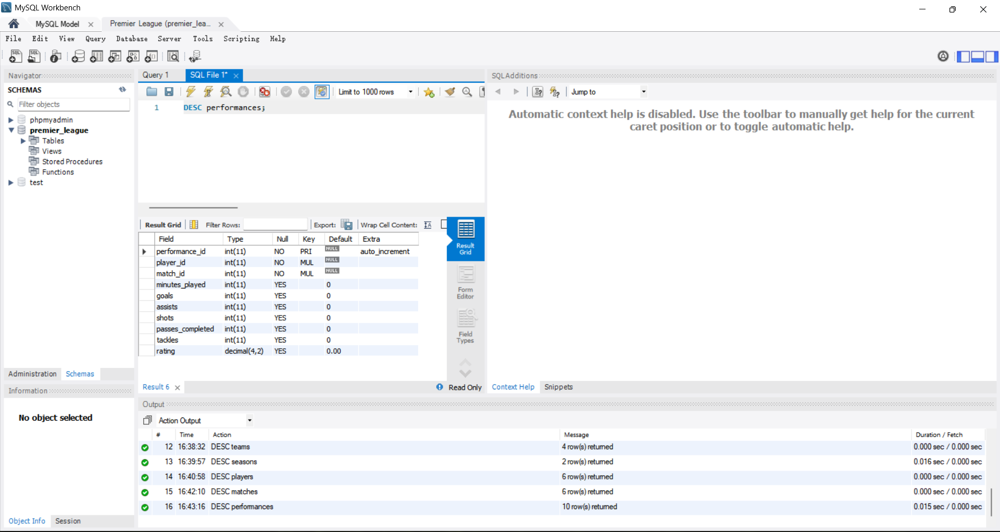 MySQL Workbench
MySQL Model
Premier League (premier_lea...
File Edit View Query Database Server Tools Scripting Help
Navigator
SCHEMAS
Filter objects
phpmyadmin
premier_league
Tables
Views
Stored Procedures
Functions
test
Administration Schemas
Information
No object selected
Object Info Session
Query 1 SQL File 1*
Limit to 1000 rows
1 DESC performances;
Result Grid Filter Rows: Export: Wrap Cell Content:
Field Type Null Key Default Extra
performance_id int(11) NO PRI NULL auto_increment
player_id int(11) NO MUL NULL
match_id int(11) NO MUL NULL
minutes_played int(11) YES 0
goals int(11) YES 0
assists int(11) YES 0
shots int(11) YES 0
passes_completed int(11) YES 0
tackles int(11) YES 0
rating decimal(4,2) YES 0.00
Result
Grid
Form
Editor
Field
Types
Result 6
Read Only
SQLAdditions
Jump to
Automatic context help is disabled. Use the toolbar to manually get help for the current
caret position or to toggle automatic help.
Context Help Snippets
Output
Action Output
# Time Action Message Duration / Fetch
12 16:38:32 DESC teams 4 row(s) returned 0.000 sec / 0.000 sec
13 16:39:57 DESC seasons 2 row(s) returned 0.016 sec / 0.000 sec
14 16:40:58 DESC players 6 row(s) returned 0.000 sec / 0.000 sec
15 16:42:10 DESC matches 6 row(s) returned 0.000 sec / 0.000 sec
16 16:43:16 DESC performances 10 row(s) returned 0.015 sec / 0.000 sec